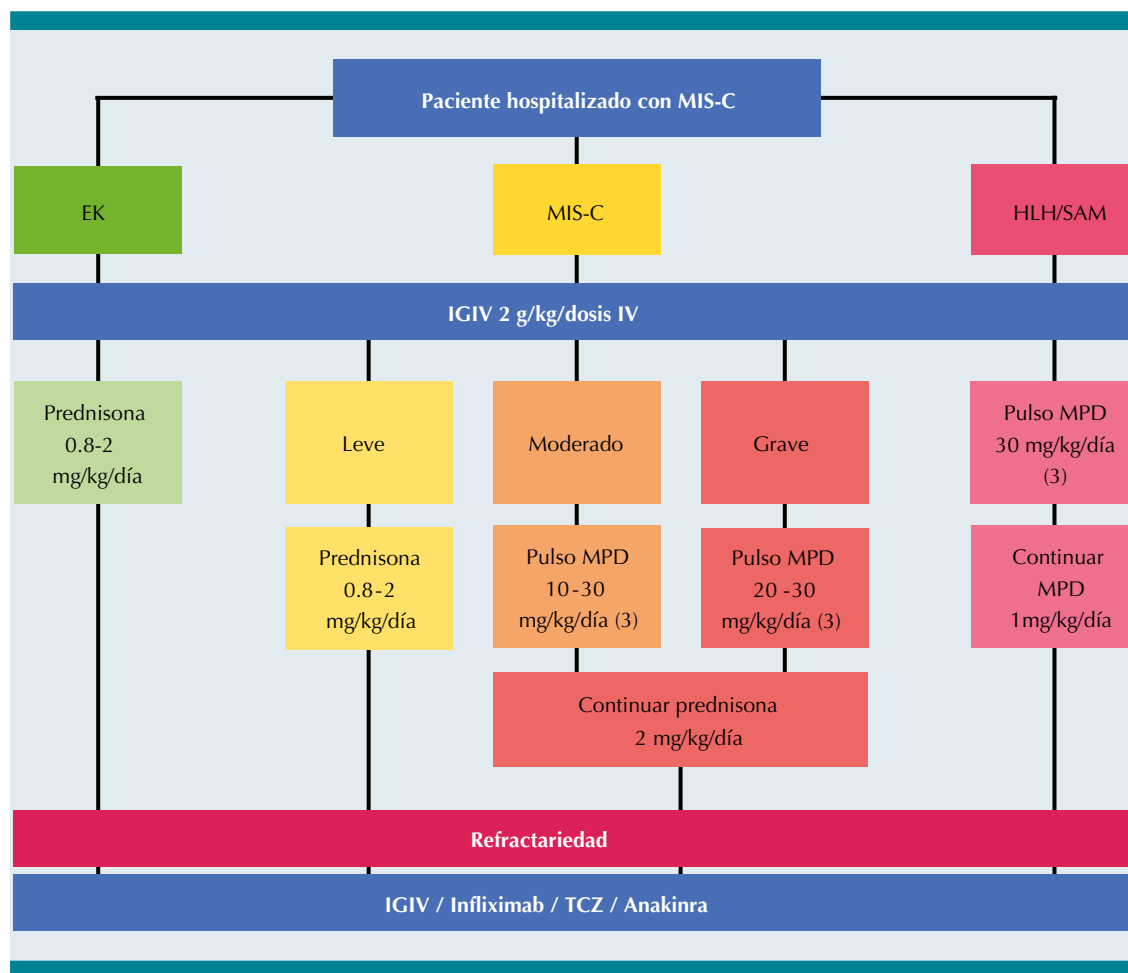 Paciente hospitalizado con MIS-C
EK
MIS-C
HLH/SAM
IGIV 2 g/kg/dosis IV
Prednisona
0.8-2
mg/kg/día
Leve
Moderado
Grave
Pulso MPD
30 mg/kg/día
(3)
Prednisona
0.8-2
mg/kg/día
Pulso MPD
10-30
mg/kg/día (3)
Pulso MPD
20 -30
mg/kg/día (3)
Continuar
MPD
1mg/kg/día
Continuar prednisona
2 mg/kg/día
Refractariedad
IGIV / Infliximab / TCZ / Anakinra